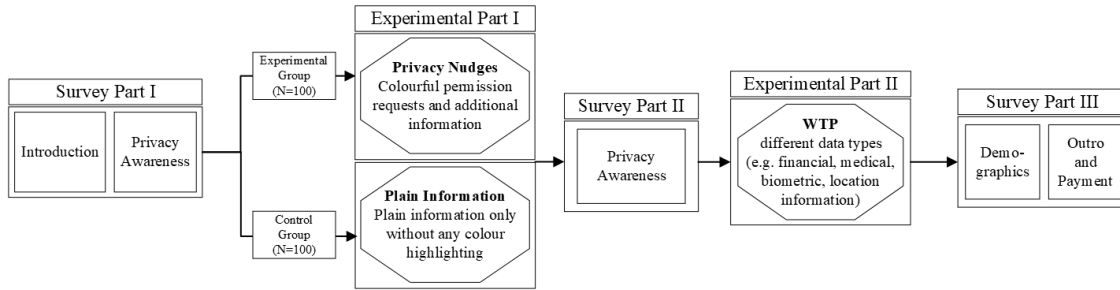 Survey Part I
Introduction
Privacy
Awareness
Experimental
Group
(N=100)
Control
Group
(N=100)
Experimental Part I
Privacy Nudges
Colourful permission
requests and additional
information
Plain Information
Plain information only
without any colour
highlighting
Survey Part II
Privacy
Awareness
Experimental Part II
WTP
different data types
(e.g. financial, medical,
biometric, location
information)
Survey Part III
Demo-
graphics
Outro
and
Payment